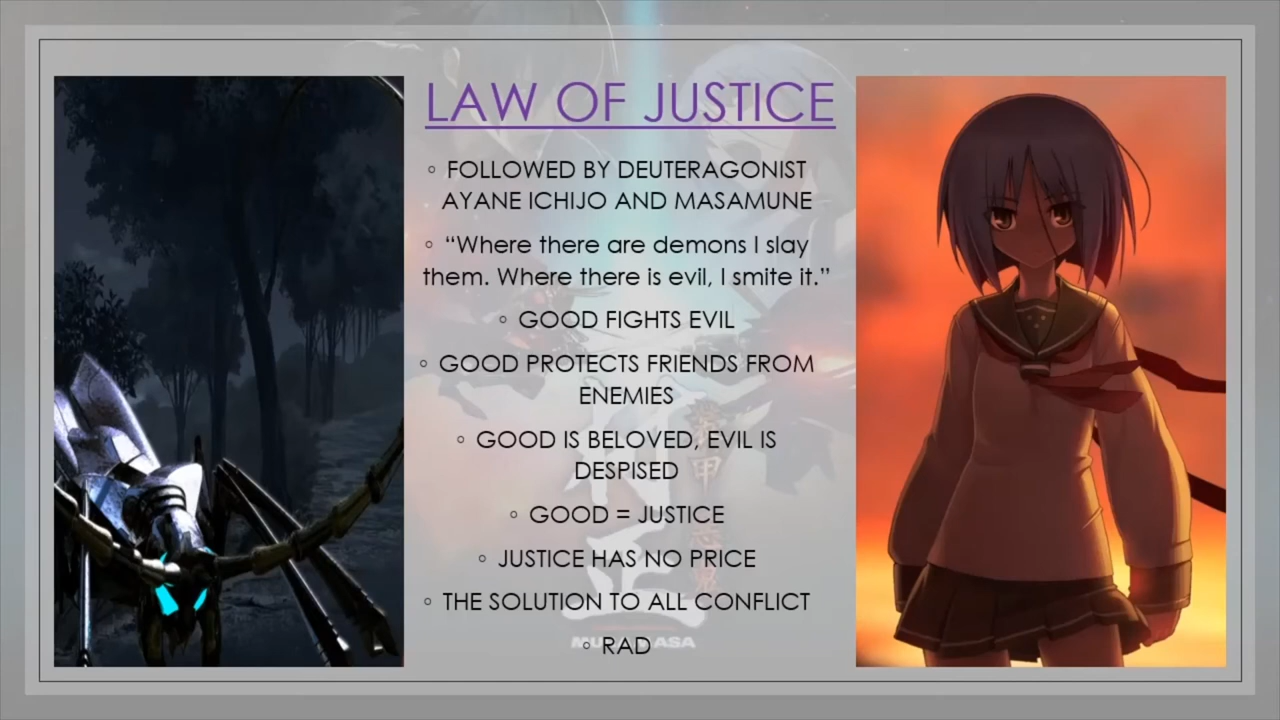 LAW OF JUSTICE
◦ FOLLOWED BY DEUTERAGONIST
AYANE ICHIJO AND MASAMUNE
◦ “Where there are demons I slay
them. Where there is evil, I smite it.”
◦ GOOD FIGHTS EVIL
◦ GOOD PROTECTS FRIENDS FROM
ENEMIES
◦ GOOD IS BELOVED, EVIL IS
DESPISED
◦ GOOD = JUSTICE
◦ JUSTICE HAS NO PRICE
◦ THE SOLUTION TO ALL CONFLICT
◦ RAD